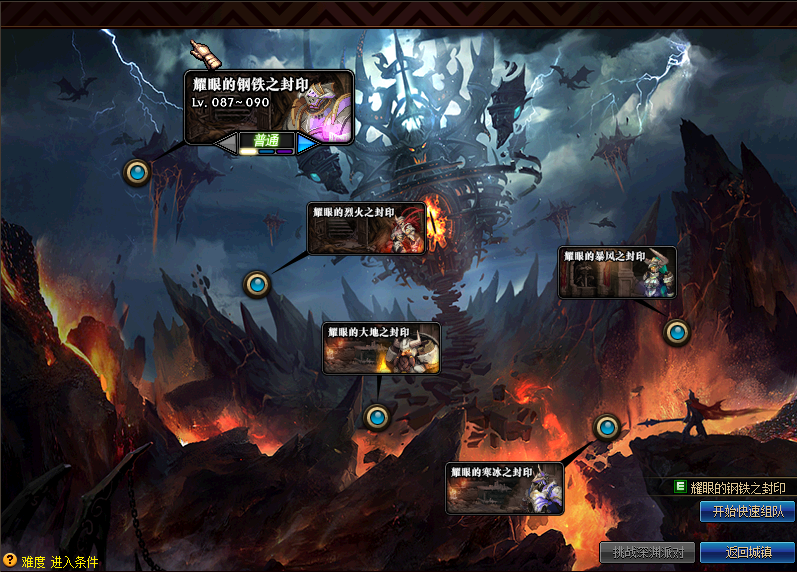 耀眼的钢铁之封印
Lv. 087~090
普通
耀眼的烈火之封印
耀眼的暴风之封印
耀眼的大地之封印
耀眼的寒冰之封印
E 耀眼的钢铁之封印
开始快速组队
挑战深渊派对
返回城镇
? 难度 进入条件